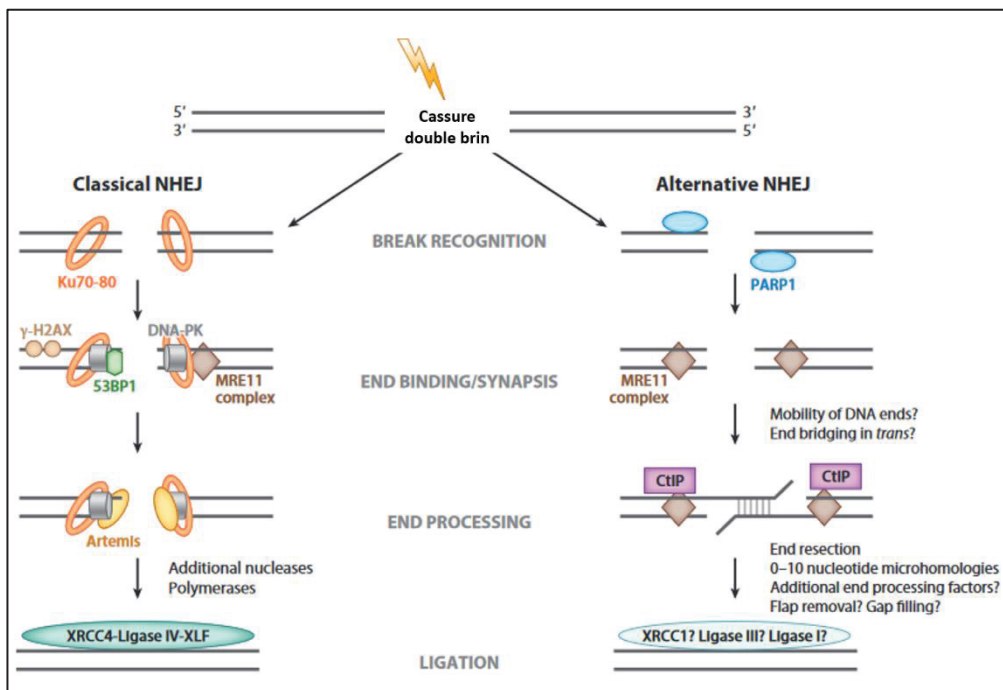 5' 3'
3' 5'
Cassure
double brin
Classical NHEJ
Alternative NHEJ
BREAK RECOGNITION
Ku70-80
PARP1
γ-H2AX
DNA-PK
53BP1
MRE11
complex
END BINDING/SYNAPSIS
MRE11
complex
Mobility of DNA ends?
End bridging in trans?
CtIP
CtIP
Artemis
END PROCESSING
Additional nucleases
Polymerases
End resection
0–10 nucleotide microhomologies
Additional end processing factors?
Flap removal? Gap filling?
XRCC4-Ligase IV-XLF
XRCC1? Ligase III? Ligase I?
LIGATION